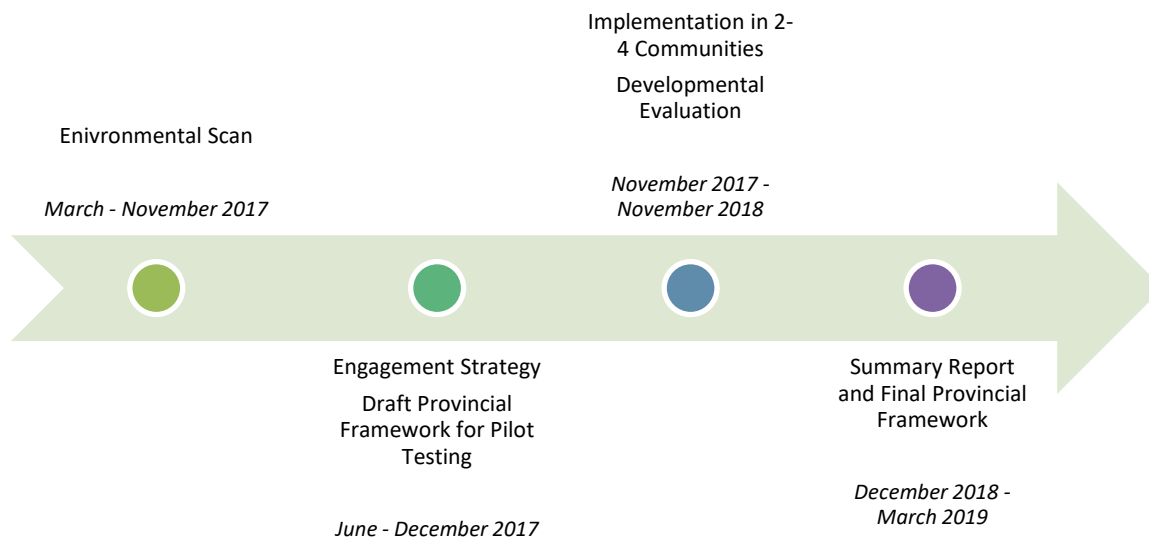 Enivronmental Scan
March - November 2017
Engagement Strategy
Draft Provincial
Framework for Pilot
Testing
June - December 2017
Implementation in 2-
4 Communities
Developmental
Evaluation
November 2017 -
November 2018
Summary Report
and Final Provincial
Framework
December 2018 -
March 2019